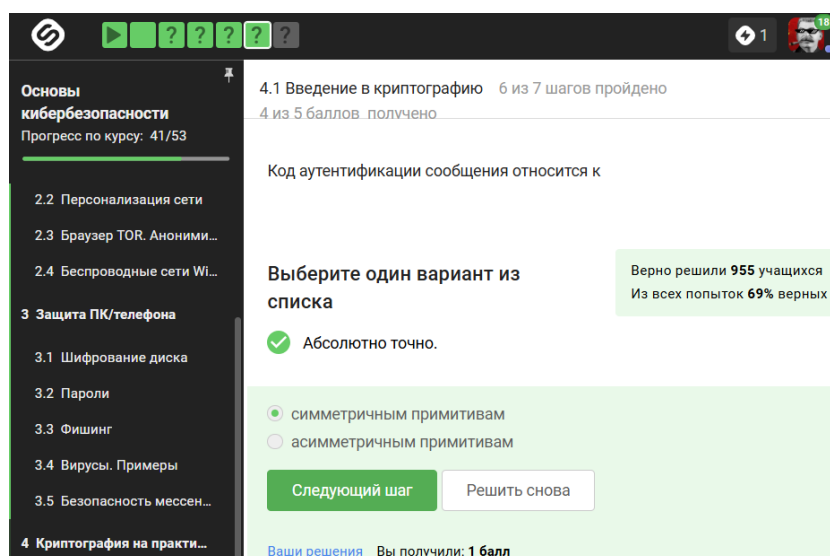 ? ? ? ? ?
1
18
Основы
кибербезопасности
Прогресс по курсу: 41/53
2.2 Персонализация сети
2.3 Браузер TOR. Аноними...
2.4 Беспроводные сети Wi...
3 Защита ПК/телефона
3.1 Шифрование диска
3.2 Пароли
3.3 Фишинг
3.4 Вирусы. Примеры
3.5 Безопасность мессен...
4 Криптография на практи...
4.1 Введение в криптографию 6 из 7 шагов пройдено
4 из 5 баллов получено
Код аутентификации сообщения относится к
Выберите один вариант из
списка
Верно решили 955 учащихся
Из всех попыток 69% верных
Абсолютно точно.
симметричным примитивам
асимметричным примитивам
Следующий шаг
Решить снова
Ваши решения Вы получили: 1 балл